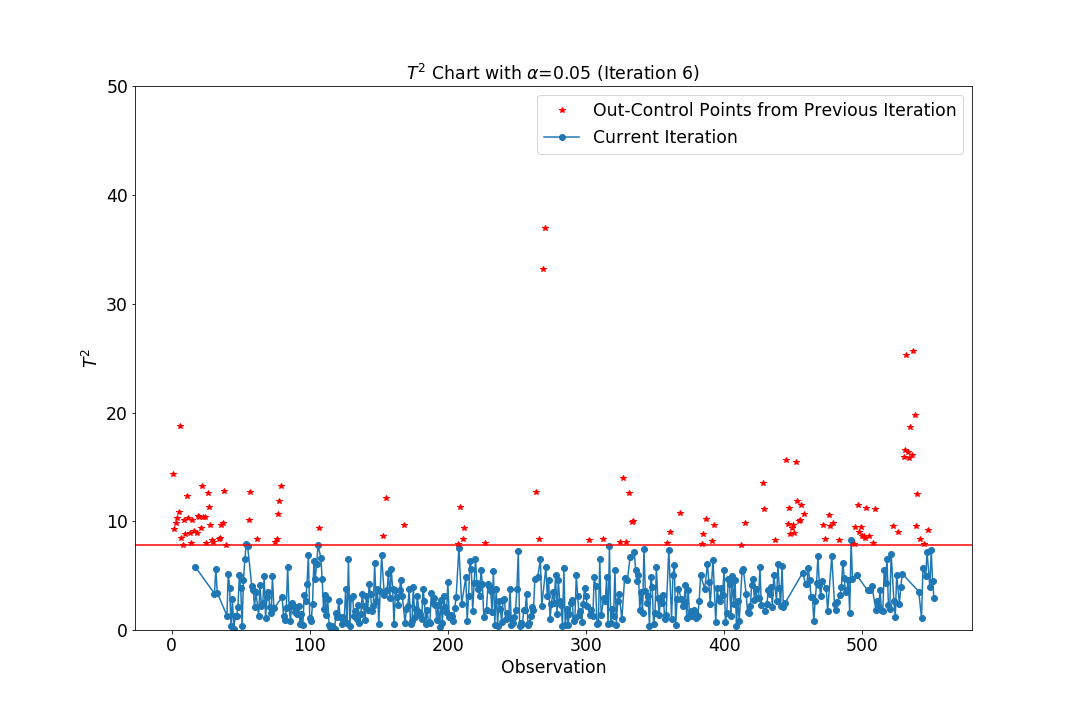 T² Chart with α=0.05 (Iteration 6)
Out-Control Points from Previous Iteration
Current Iteration
50
40
30
20
10
0
T²
0 100 200 300 400 500
Observation